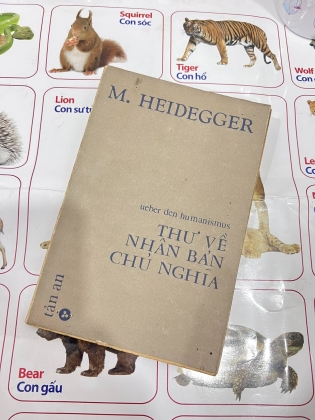 Squirrel
Con sóc
Tiger
Con hổ
Wolf
Lion
Con sư tử
M. HEIDEGGER
ueber den humanismus
THƯ VỀ
NHÂN BẢN
CHỦ NGHĨA
tân an
Bear
Con gấu